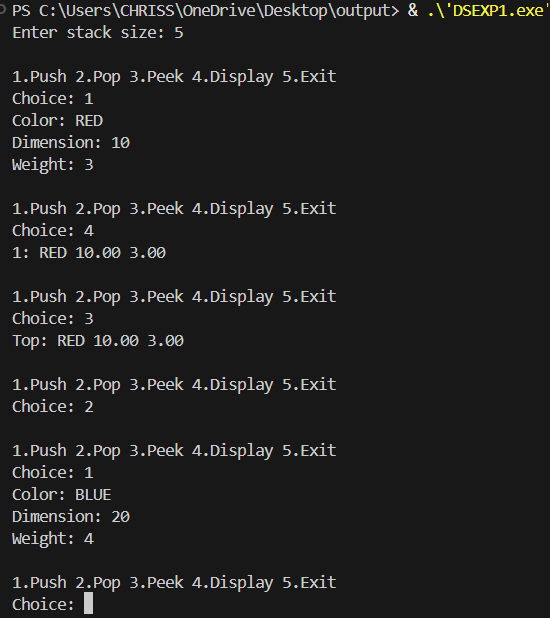 PS C:\Users\CHRISS\OneDrive\Desktop\output> & .\'DSEXP1.exe'
Enter stack size: 5
1.Push 2.Pop 3.Peek 4.Display 5.Exit
Choice: 1
Color: RED
Dimension: 10
Weight: 3
1.Push 2.Pop 3.Peek 4.Display 5.Exit
Choice: 4
1: RED 10.00 3.00
1.Push 2.Pop 3.Peek 4.Display 5.Exit
Choice: 3
Top: RED 10.00 3.00
1.Push 2.Pop 3.Peek 4.Display 5.Exit
Choice: 2
1.Push 2.Pop 3.Peek 4.Display 5.Exit
Choice: 1
Color: BLUE
Dimension: 20
Weight: 4
1.Push 2.Pop 3.Peek 4.Display 5.Exit
Choice: